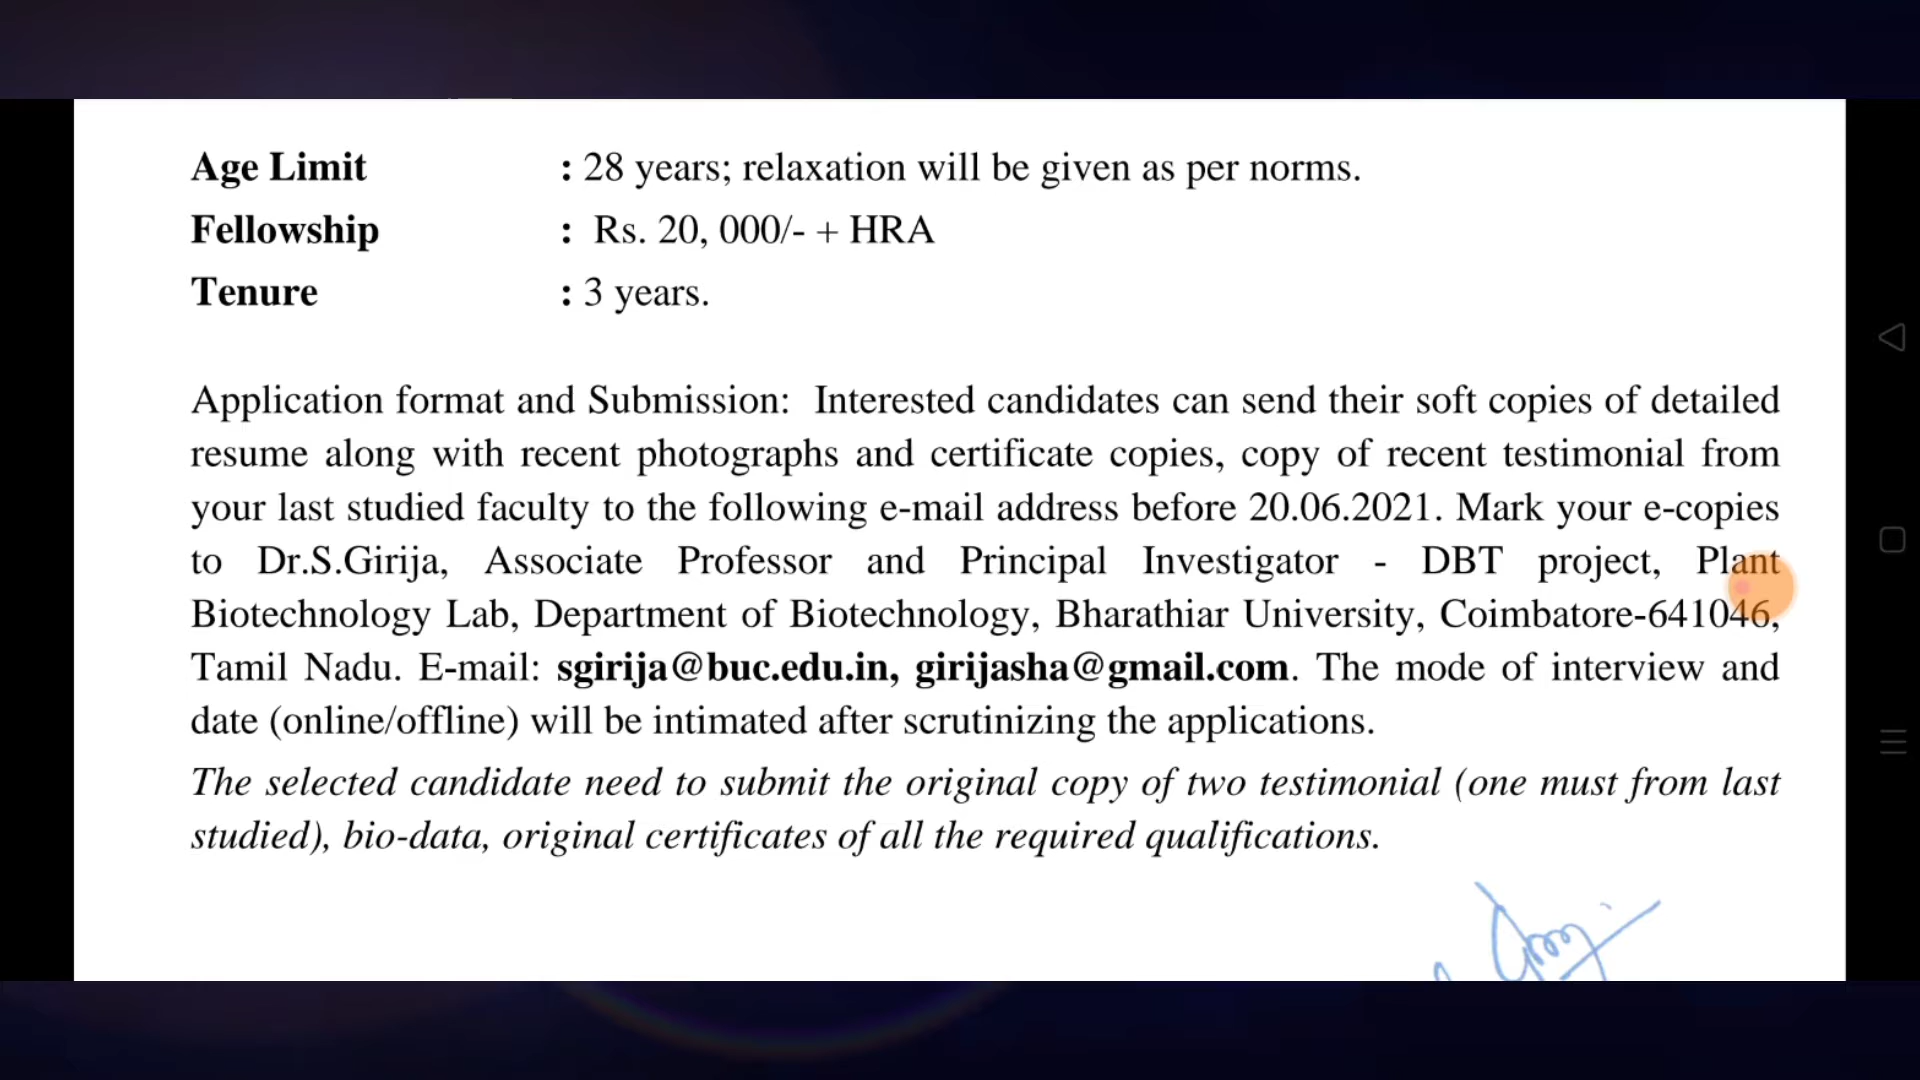 Age Limit : 28 years; relaxation will be given as per norms.
Fellowship : Rs. 20, 000/- + HRA
Tenure : 3 years.
Application format and Submission: Interested candidates can send their soft copies of detailed
resume along with recent photographs and certificate copies, copy of recent testimonial from
your last studied faculty to the following e-mail address before 20.06.2021. Mark your e-copies
to Dr.S.Girija, Associate Professor and Principal Investigator - DBT project, Plant
Biotechnology Lab, Department of Biotechnology, Bharathiar University, Coimbatore-641046,
Tamil Nadu. E-mail: sgirija@buc.edu.in, girijasha@gmail.com. The mode of interview and
date (online/offline) will be intimated after scrutinizing the applications.
The selected candidate need to submit the original copy of two testimonial (one must from last
studied), bio-data, original certificates of all the required qualifications.